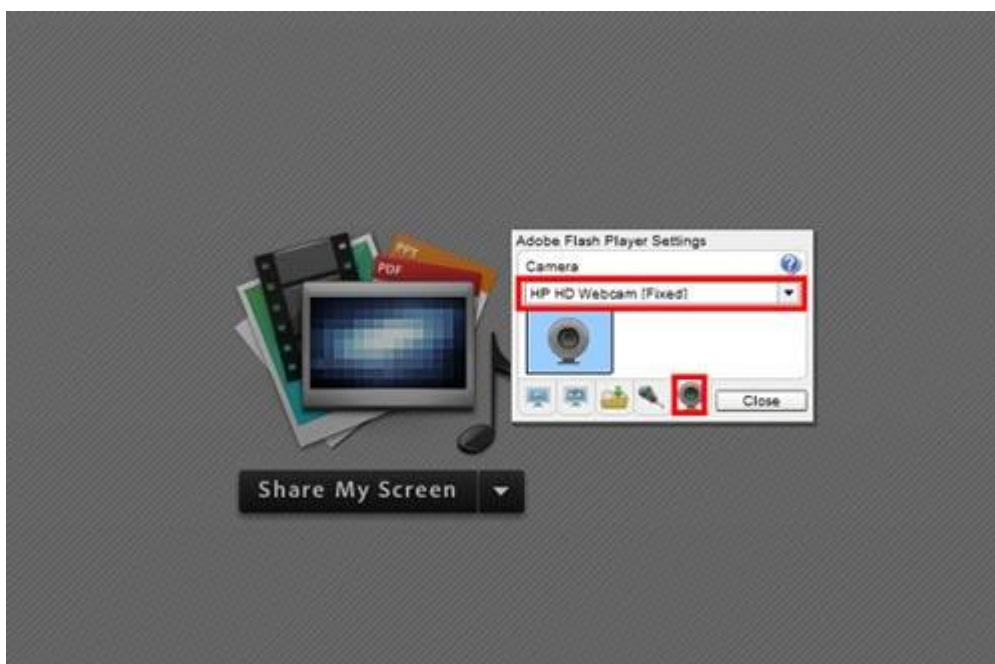 PPT
PDF
Adobe Flash Player Settings
Camera
?
HP HD Webcam [Fixed]
Close
Share My Screen